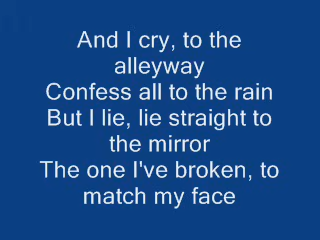 And I cry, to the
alleyway
Confess all to the rain
But I lie, lie straight to
the mirror
The one I've broken, to
match my face